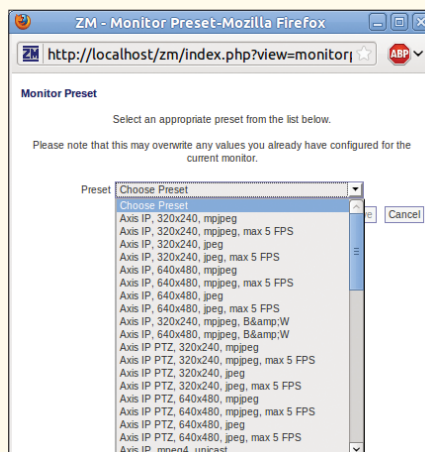 ZM - Monitor Preset-Mozilla Firefox
ZM http://localhost/zm/index.php?view=monitorp ABP
Monitor Preset
Select an appropriate preset from the list below.
Please note that this may overwrite any values you already have configured for the
current monitor.
Preset Choose Preset
Choose Preset
Cancel
Axis IP, 320x240, mpjpeg
Axis IP, 320x240, mpjpeg, max 5 FPS
Axis IP, 320x240, jpeg
Axis IP, 320x240, jpeg, max 5 FPS
Axis IP, 640x480, mpjpeg
Axis IP, 640x480, mpjpeg, max 5 FPS
Axis IP, 640x480, jpeg
Axis IP, 640x480, jpeg, max 5 FPS
Axis IP, 320x240, mpjpeg, B&amp;W
Axis IP, 640x480, mpjpeg, B&amp;W
Axis IP PTZ, 320x240, mpjpeg
Axis IP PTZ, 320x240, mpjpeg, max 5 FPS
Axis IP PTZ, 320x240, jpeg
Axis IP PTZ, 320x240, jpeg, max 5 FPS
Axis IP PTZ, 640x480, mpjpeg
Axis IP PTZ, 640x480, mpjpeg, max 5 FPS
Axis IP PTZ, 640x480, jpeg
Axis IP PTZ, 640x480, jpeg, max 5 FPS
Axis IP, mpeg4, unicast